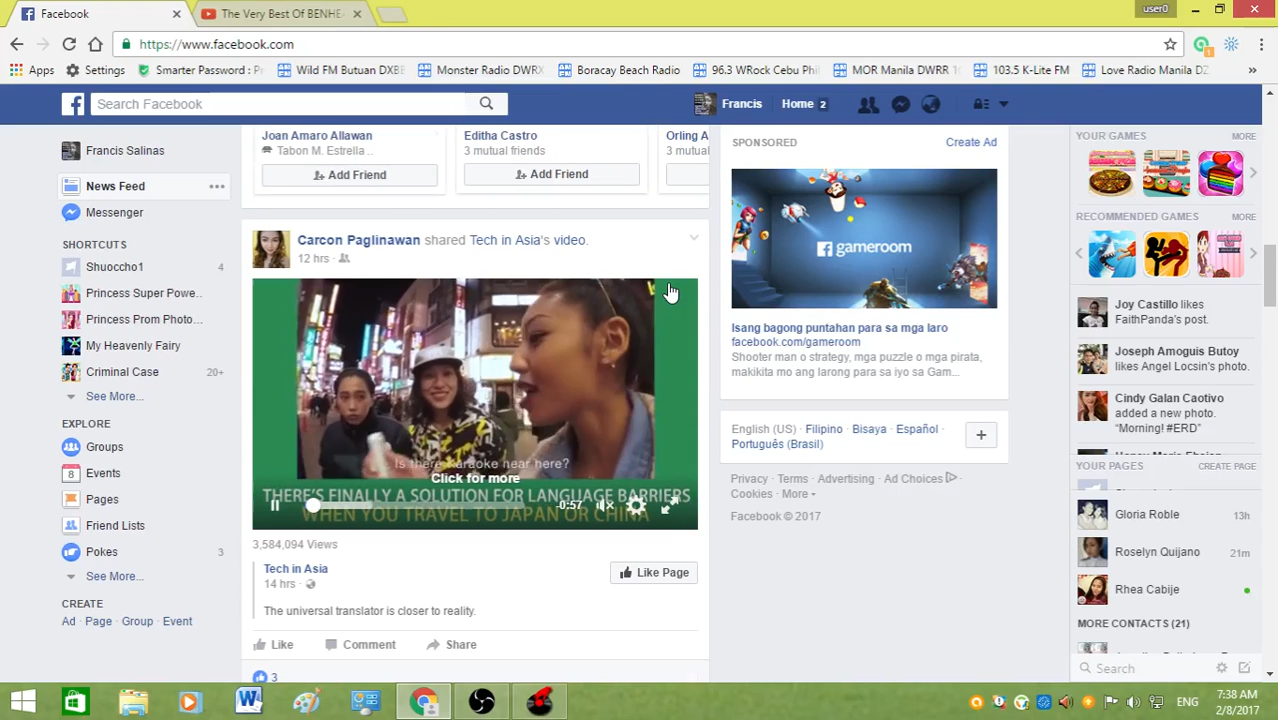 Facebook
The Very Best Of BENHE
user0
https://www.facebook.com
1
Apps
Settings
Smarter Password : P
Wild FM Butuan DXB
Monster Radio DWRX
Boracay Beach Radio
96.3 WRock Cebu Phi
MOR Manila DWRR 1
103.5 K-Lite FM
Love Radio Manila DZ
Search Facebook
Francis
Home 2
Francis Salinas
News Feed
Messenger
SHORTCUTS
Shuoccho1 4
Princess Super Powe..
Princess Prom Photo...
My Heavenly Fairy
Criminal Case 20+
See More...
EXPLORE
Groups
8 Events
Pages
Friend Lists
Pokes 3
See More...
CREATE
Ad · Page · Group · Event
Joan Amaro Allawan
Tabon M. Estrella ..
Add Friend
Editha Castro
3 mutual friends
Add Friend
Orling A
3 mutual
Carcon Paglinawan shared Tech in Asia's video.
12 hrs ·
Is there karaoke near here?
Click for more
THERE'S FINALLY A SOLUTION FOR LANGUAGE BARRIERS
WHEN YOU TRAVEL TO JAPAN OR CHINA
-0:57
3,584,094 Views
Tech in Asia
14 hrs ·
Like Page
The universal translator is closer to reality.
Like
Comment
Share
3
SPONSORED
Create Ad
gameroom
Isang bagong puntahan para sa mga laro
facebook.com/gameroom
Shooter man o strategy, mga puzzle o mga pirata,
makikita mo ang larong para sa iyo sa Gam...
English (US) · Filipino · Bisaya · Español ·
Português (Brasil)
Privacy · Terms · Advertising · Ad Choices ·
Cookies · More
Facebook © 2017
YOUR GAMES MORE
RECOMMENDED GAMES MORE
Joy Castillo likes
FaithPanda's post.
Joseph Amoguis Butoy
likes Angel Locsin's photo.
Cindy Galan Caotivo
added a new photo.
"Morning! #ERD"
YOUR PAGES CREATE PAGE
Gloria Roble 13h
Roselyn Quijano 21m
Rhea Cabije
MORE CONTACTS (21)
Search
ENG
7:38 AM
2/8/2017